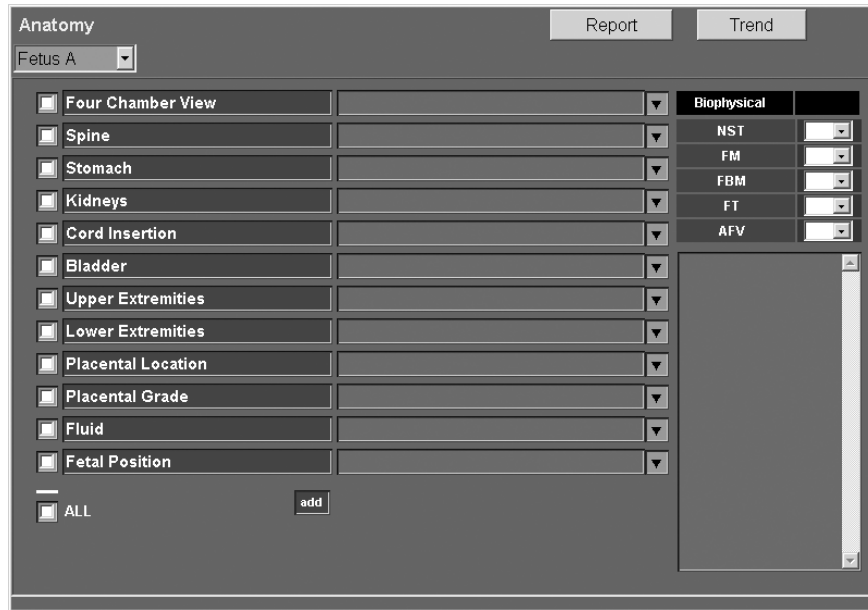 Anatomy
Report
Trend
Fetus A
Four Chamber View
Spine
Stomach
Kidneys
Cord Insertion
Bladder
Upper Extremities
Lower Extremities
Placental Location
Placental Grade
Fluid
Fetal Position
ALL
add
Biophysical
NST
FM
FBM
FT
AFV